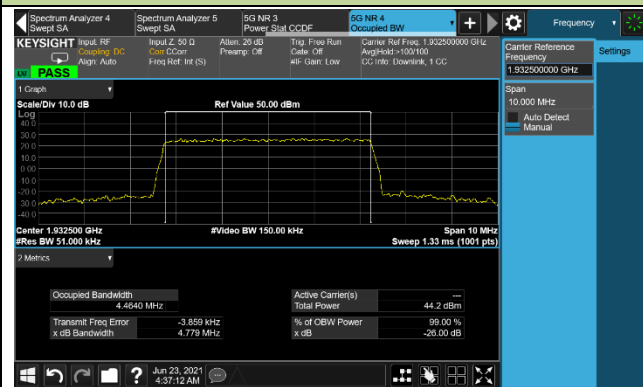 Spectrum Analyzer 4
Swept SA
Spectrum Analyzer 5
Swept SA
5G NR 3
Power Stat CCDF
5G NR 4
Occupied BW
Frequency
KEYSIGHT
Input: RF
Coupling: DC
Align: Auto
Input Z: 50 Ω
Corr CCorr
Freq Ref: Int (S)
Atten: 26 dB
Preamp: Off
Trig: Free Run
Gate: Off
#IF Gain: Low
Carrier Ref Freq: 1.932500000 GHz
Avg|Hold:>100/100
CC Info: Downlink, 1 CC
PASS
Carrier Reference
Frequency
1.932500000 GHz
Settings
Span
10.000 MHz
Auto Detect
Manual
1 Graph
Scale/Div 10.0 dB
Ref Value 50.00 dBm
Log
40.0
30.0
20.0
10.0
0.00
-10.0
-20.0
-30.0
-40.0
Center 1.932500 GHz
#Video BW 150.00 kHz
Span 10 MHz
#Res BW 51.000 kHz
Sweep 1.33 ms (1001 pts)
2 Metrics
Occupied Bandwidth
4.4640 MHz
Active Carrier(s)
---
Total Power
44.2 dBm
Transmit Freq Error
-3.859 kHz
% of OBW Power
99.00 %
x dB Bandwidth
4.779 MHz
x dB
-26.00 dB
Jun 23, 2021
4:37:12 AM